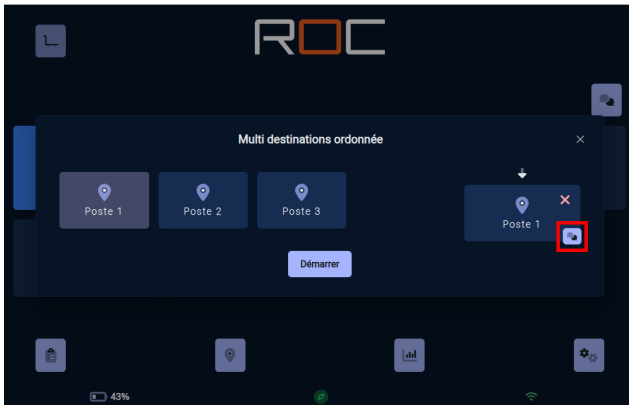 ROC
Multi destinations ordonnée
Poste 1
Poste 2
Poste 3
Poste 1
Démarrer
43%